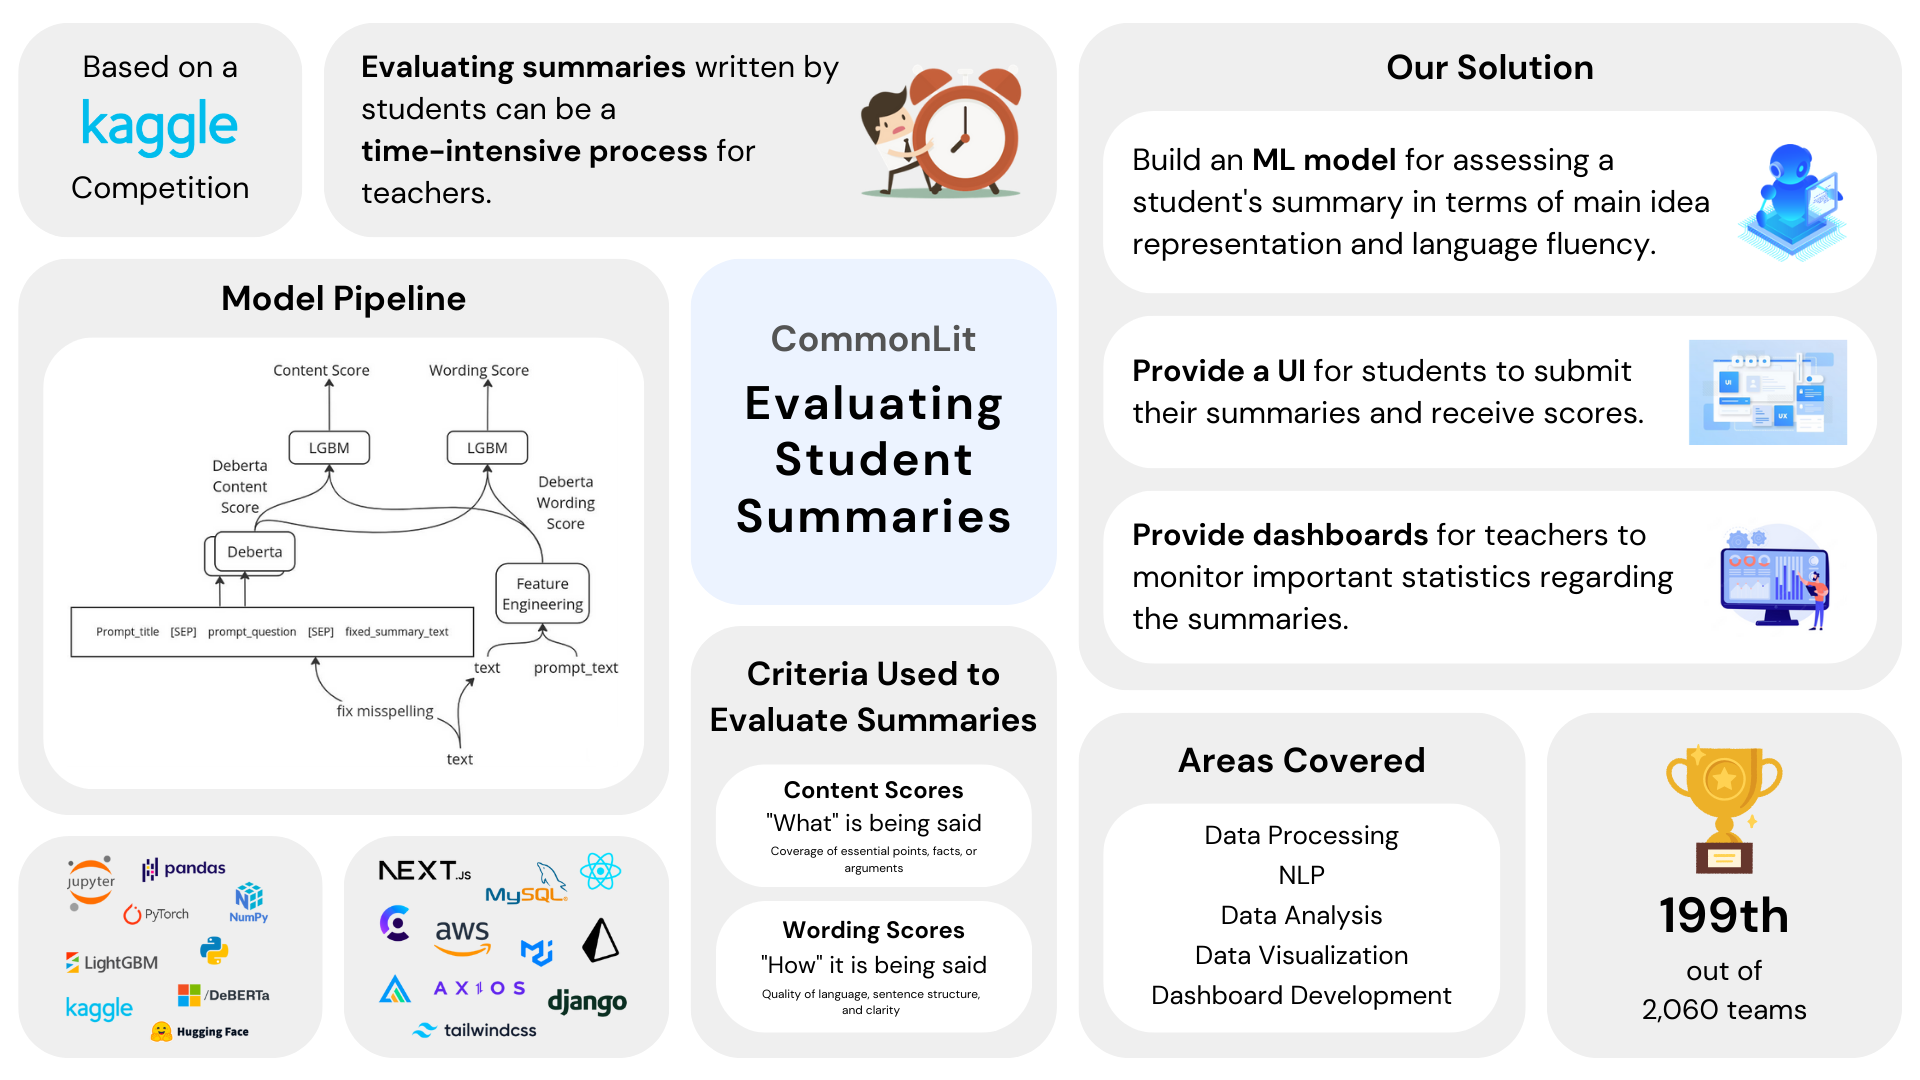 Based on a
kaggle
Competition
Evaluating summaries written by
students can be a
time-intensive process for
teachers.
Our Solution
Build an ML model for assessing a
student's summary in terms of main idea
representation and language fluency.
Provide a UI for students to submit
their summaries and receive scores.
UI
UX
Provide dashboards for teachers to
monitor important statistics regarding
the summaries.
Model Pipeline
Content Score
Wording Score
LGBM
LGBM
Deberta
Content
Score
Deberta
Wording
Score
Deberta
Feature
Engineering
Prompt_title [SEP] prompt_question [SEP] fixed_summary_text
text
prompt_text
fix misspelling
text
CommonLit
Evaluating
Student
Summaries
Criteria Used to
Evaluate Summaries
Content Scores
"What" is being said
Coverage of essential points, facts, or
arguments
Wording Scores
"How" it is being said
Quality of language, sentence structure,
and clarity
Areas Covered
Data Processing
NLP
Data Analysis
Data Visualization
Dashboard Development
199th
out of
2,060 teams
jupyter
pandas
PyTorch
NumPy
LightGBM
kaggle
/DeBERTa
Hugging Face
NEXT.JS
MySQL
aws
AXIOS
django
tailwindcss